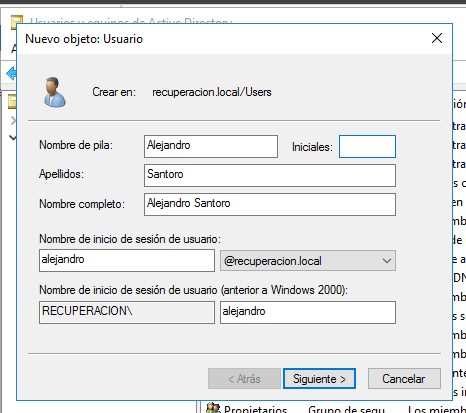 Usuarios y equipos de Active Directory
Nuevo objeto: Usuario
Crear en: recuperacion.local/Users
Nombre de pila: Alejandro Iniciales:
Apellidos: Santoro
Nombre completo: Alejandro Santoro
Nombre de inicio de sesión de usuario:
alejandro @recuperacion.local
Nombre de inicio de sesión de usuario (anterior a Windows 2000):
RECUPERACION\ alejandro
< Atrás Siguiente > Cancelar
Propietarios Grupo de segu... Los miemb